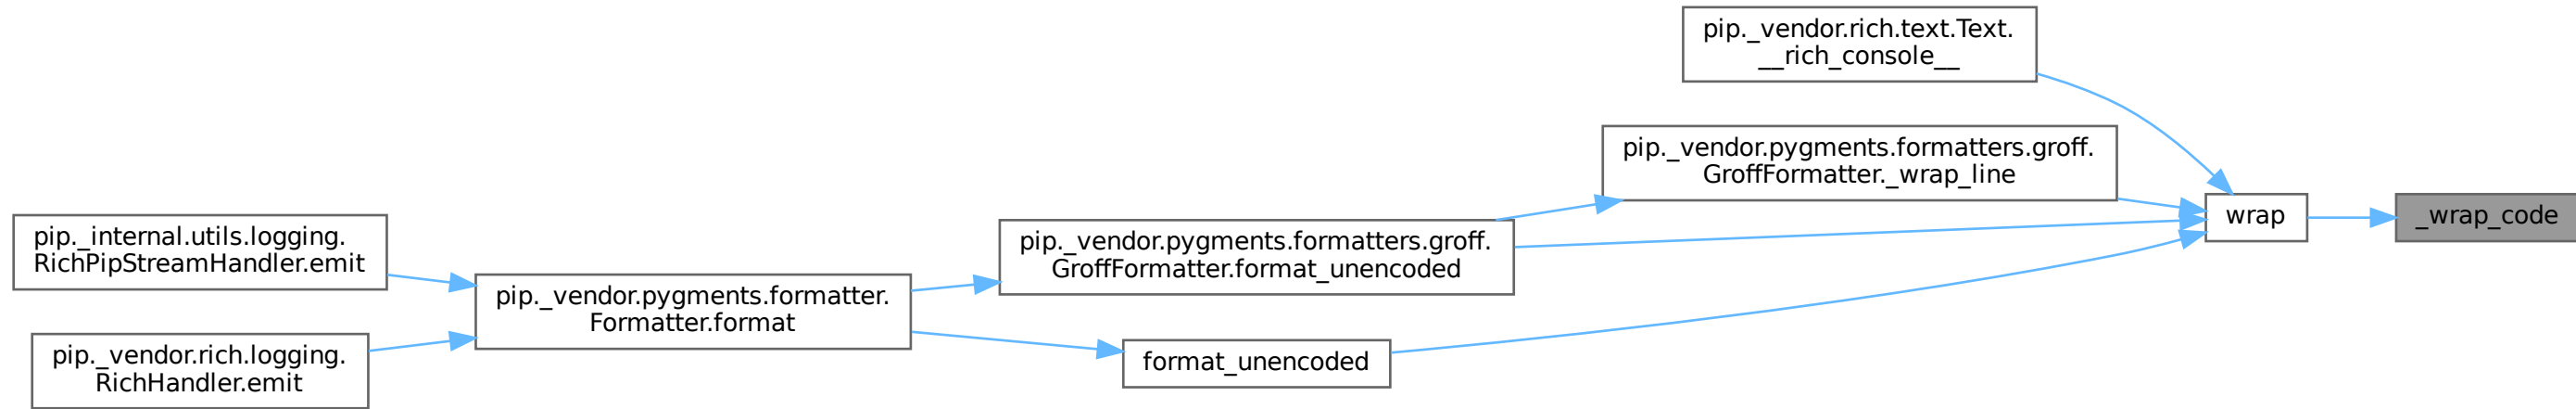 pip._vendor.rich.text.Text.
__rich_console__
pip._vendor.pygments.formatters.groff.
GroffFormatter._wrap_line
wrap
_wrap_code
pip._internal.utils.logging.
RichPipStreamHandler.emit
pip._vendor.pygments.formatters.groff.
GroffFormatter.format_unencoded
pip._vendor.pygments.formatter.
Formatter.format
pip._vendor.rich.logging.
RichHandler.emit
format_unencoded